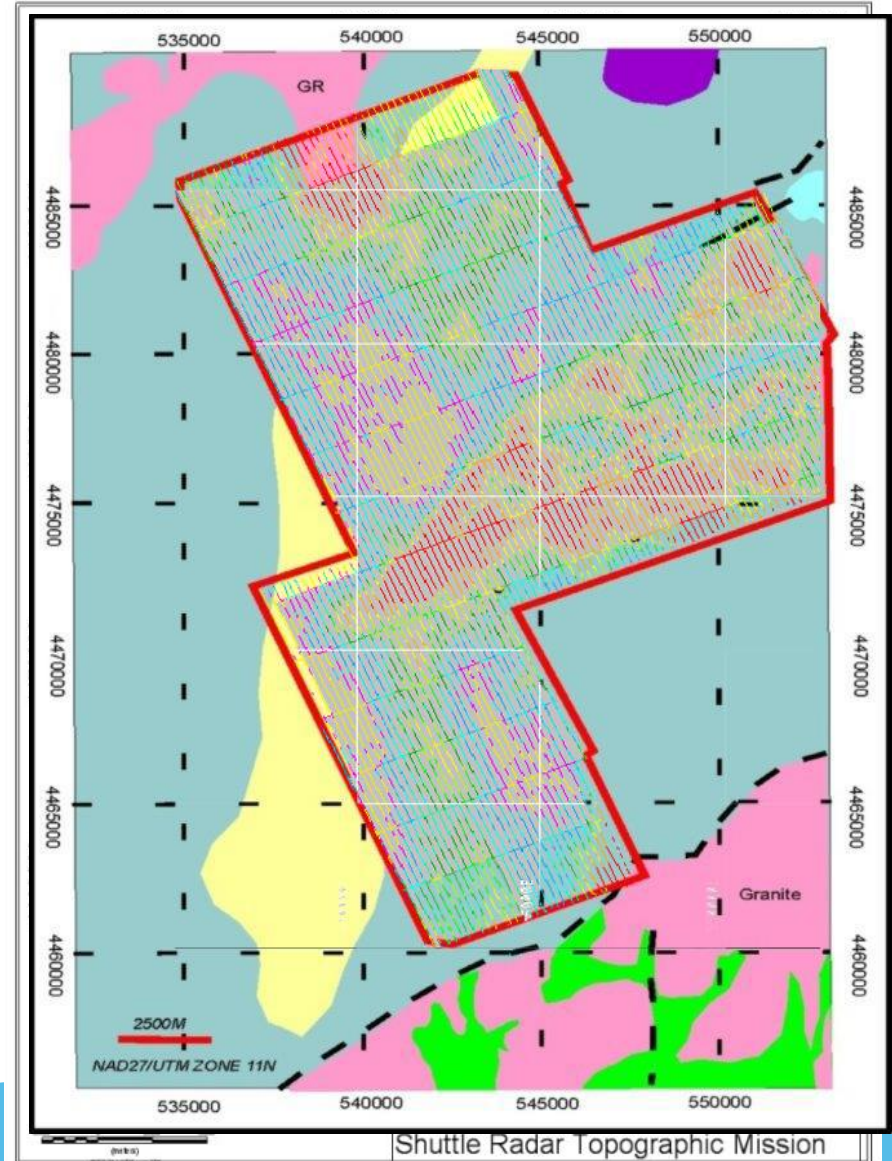 535000 540000 545000 550000
GR
4485000 4485000
4480000 4480000
4475000 4475000
4470000 4470000
4465000 4465000
Granite
4460000 4460000
2500M
NAD27/UTM ZONE 11N
535000 540000 545000 550000
Shuttle Radar Topographic Mission